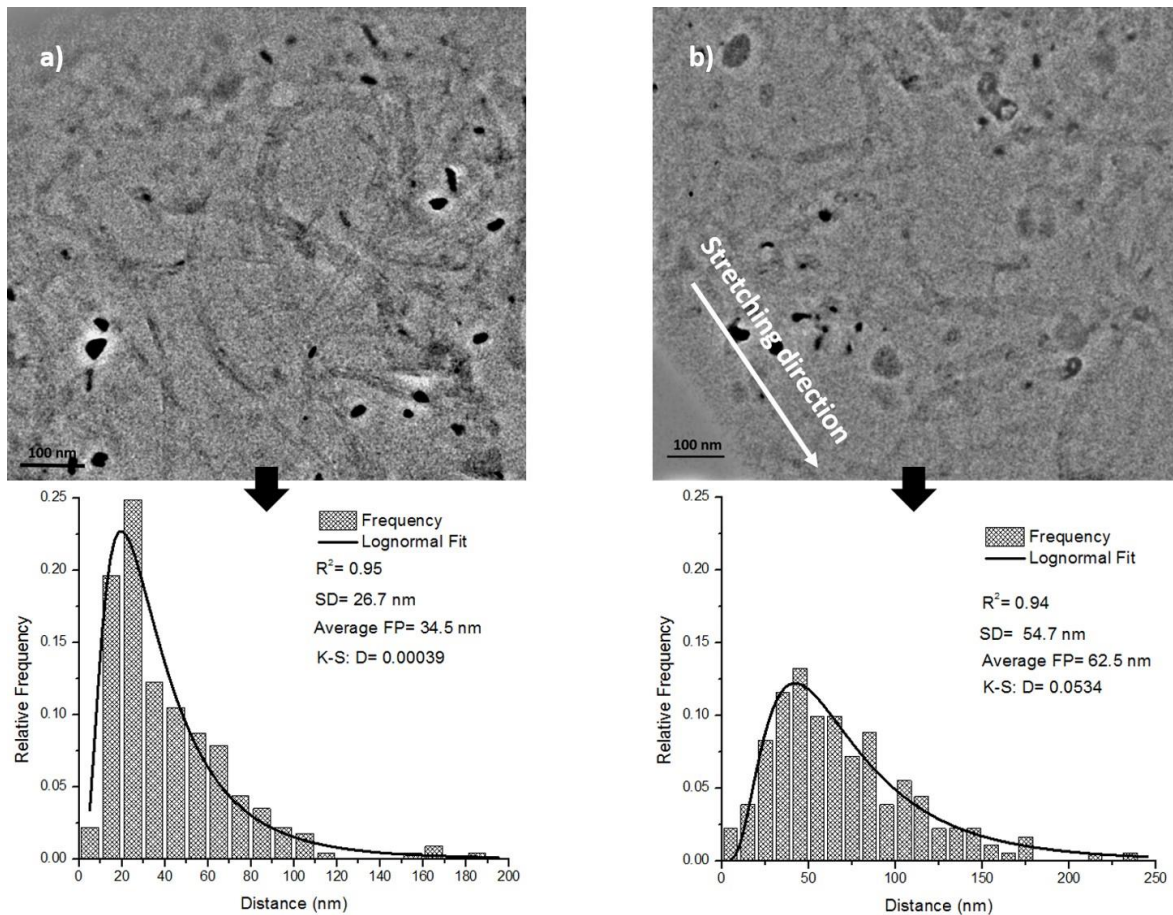 a)
100 nm
b)
Stretching direction
100 nm
0.25
0.20
0.15
0.10
0.05
0.00
Relative Frequency
Frequency
Lognormal Fit
R²= 0.95
SD= 26.7 nm
Average FP= 34.5 nm
K-S: D= 0.00039
0 20 40 60 80 100 120 140 160 180 200
Distance (nm)
0.25
0.20
0.15
0.10
0.05
0.00
Relative Frequency
Frequency
Lognormal Fit
R²= 0.94
SD= 54.7 nm
Average FP= 62.5 nm
K-S: D= 0.0534
0 50 100 150 200 250
Distance (nm)